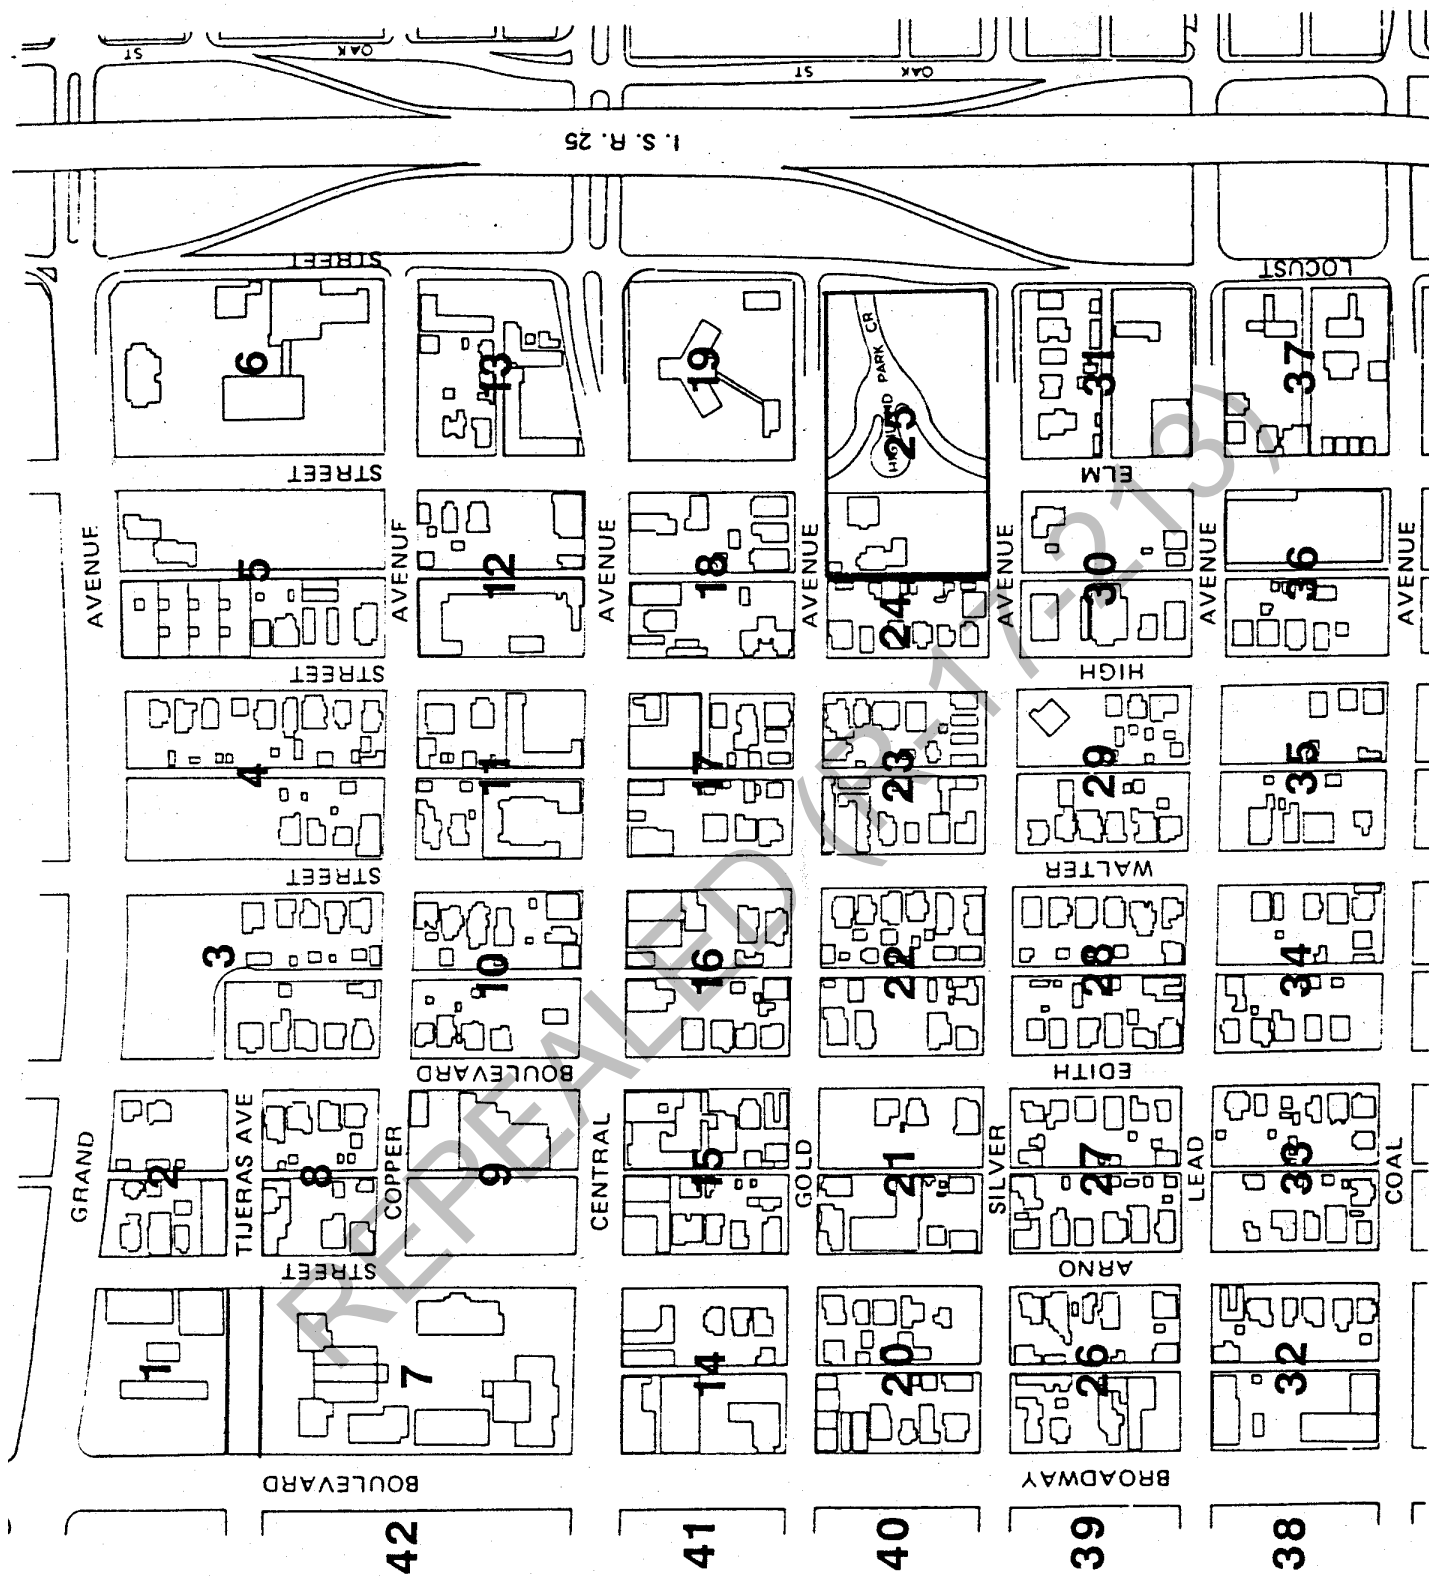 ST
OAK
ST
OAK
I. S. R. 25
STREET
LOCUST
6
13
19
HIGHLAND PARK CR
25
31
37
STREET
ELM
AVENUE
5
AVENUE
12
AVENUE
18
AVENUE
24
AVENUE
30
AVENUE
36
AVENUE
STREET
HIGH
4
11
17
23
29
35
STREET
WALTER
3
10
16
22
28
34
BOULEVARD
EDITH
GRAND
2
TIJERAS AVE
8
COPPER
9
CENTRAL
15
GOLD
21
SILVER
27
LEAD
33
COAL
STREET
ARNO
1
7
14
20
26
32
BOULEVARD
BROADWAY
42
41
40
39
38
REPEALED (R-17-213)